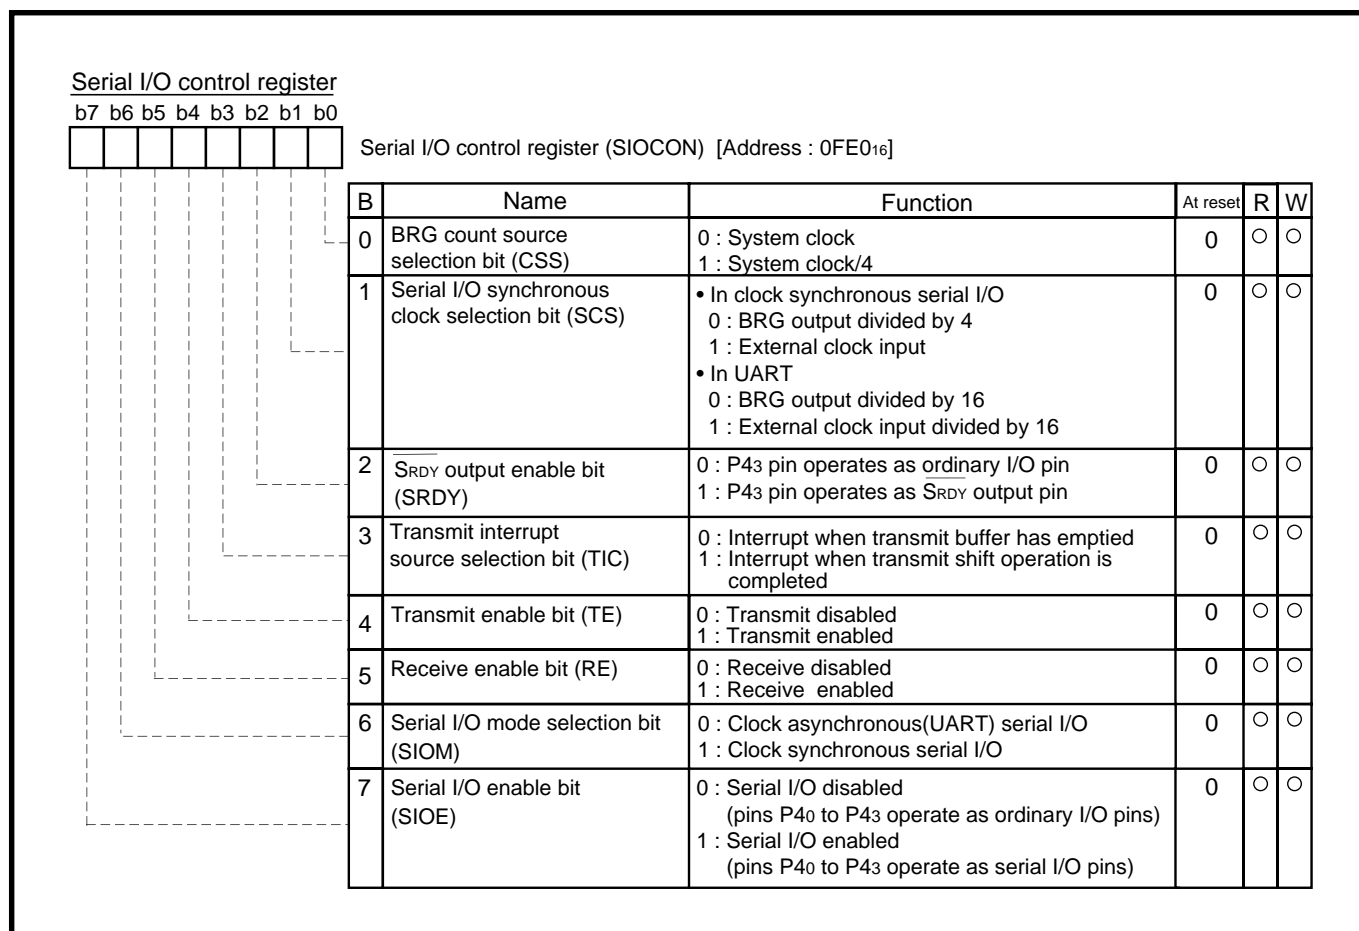 Serial I/O control register
b7 b6 b5 b4 b3 b2 b1 b0
Serial I/O control register (SIOCON) [Address : 0FE016]
B Name Function At reset R W
0 BRG count source 0 : System clock 0 ○ ○
selection bit (CSS) 1 : System clock/4
1 Serial I/O synchronous • In clock synchronous serial I/O 0 ○ ○
clock selection bit (SCS) 0 : BRG output divided by 4
1 : External clock input
• In UART
0 : BRG output divided by 16
1 : External clock input divided by 16
2 SRDY output enable bit 0 : P43 pin operates as ordinary I/O pin 0 ○ ○
(SRDY) 1 : P43 pin operates as SRDY output pin
3 Transmit interrupt 0 : Interrupt when transmit buffer has emptied 0 ○ ○
source selection bit (TIC) 1 : Interrupt when transmit shift operation is
completed
4 Transmit enable bit (TE) 0 : Transmit disabled 0 ○ ○
1 : Transmit enabled
5 Receive enable bit (RE) 0 : Receive disabled 0 ○ ○
1 : Receive enabled
6 Serial I/O mode selection bit 0 : Clock asynchronous(UART) serial I/O 0 ○ ○
(SIOM) 1 : Clock synchronous serial I/O
7 Serial I/O enable bit 0 : Serial I/O disabled 0 ○ ○
(SIOE) (pins P40 to P43 operate as ordinary I/O pins)
1 : Serial I/O enabled
(pins P40 to P43 operate as serial I/O pins)